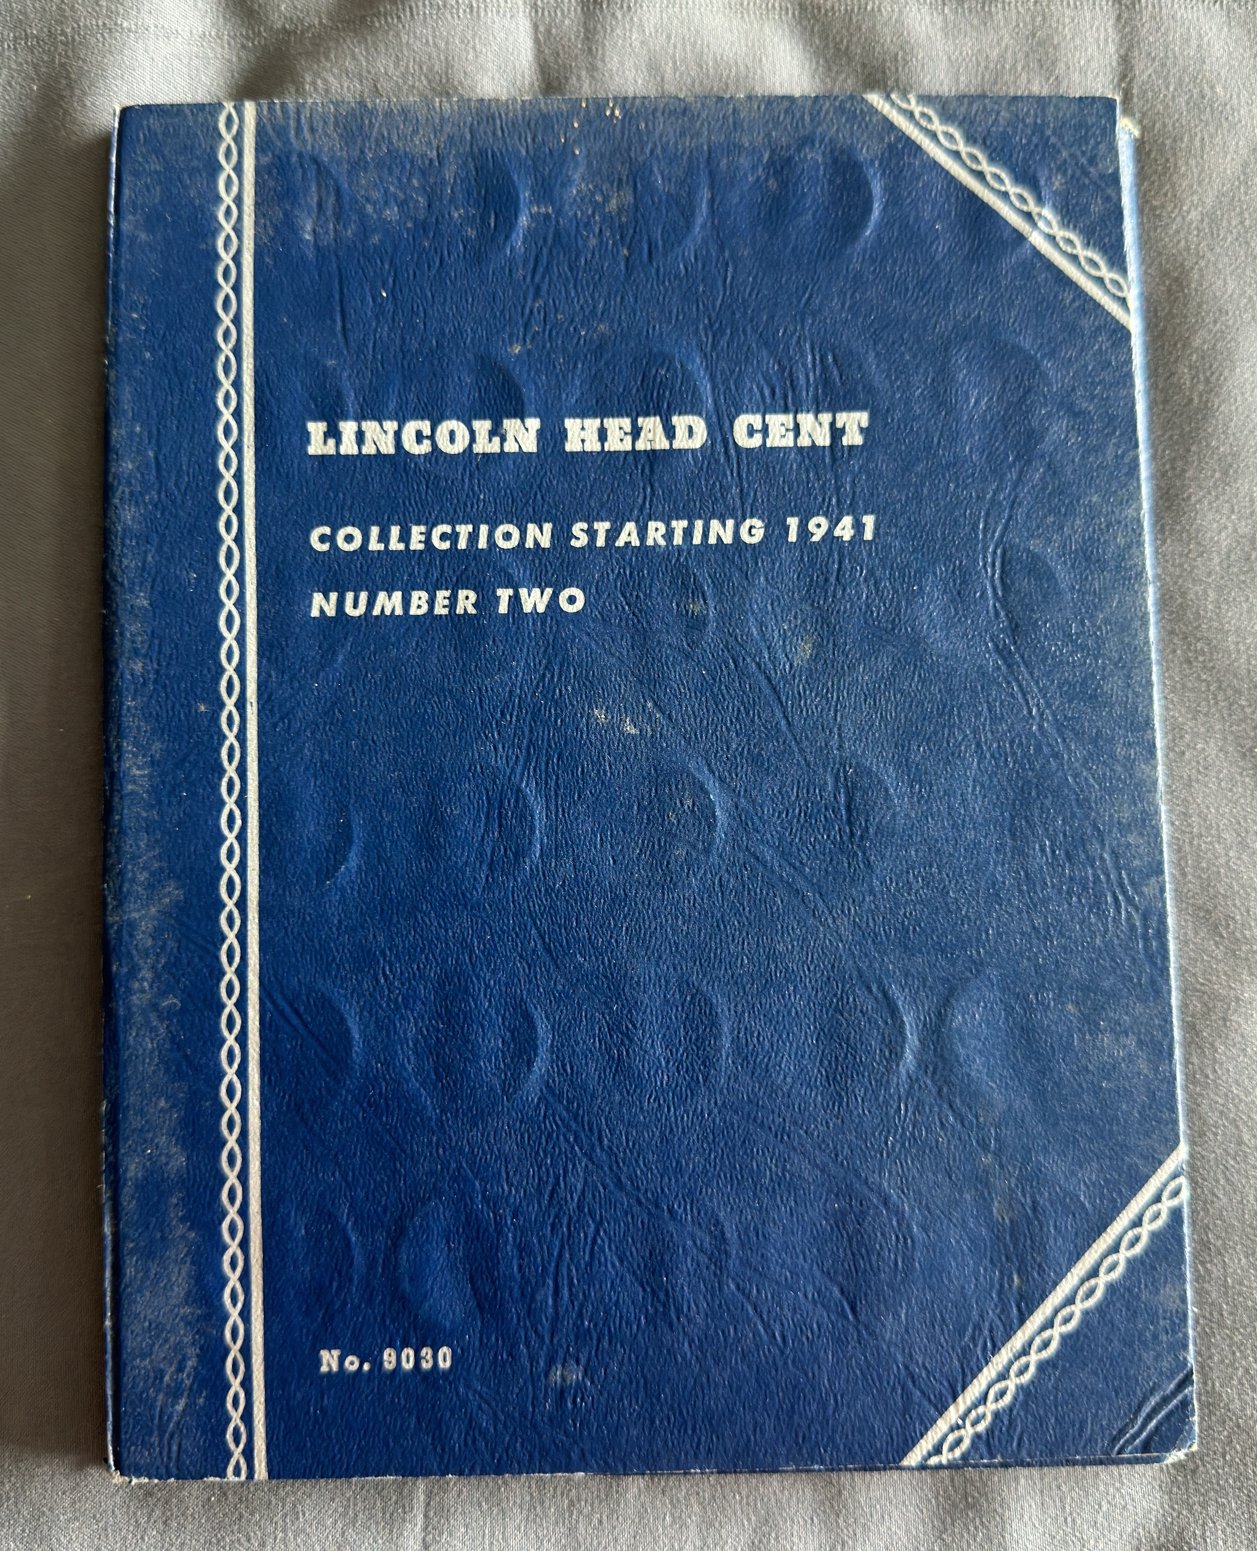 LINCOLN HEAD CENT
COLLECTION STARTING 1941
NUMBER TWO
No. 9030